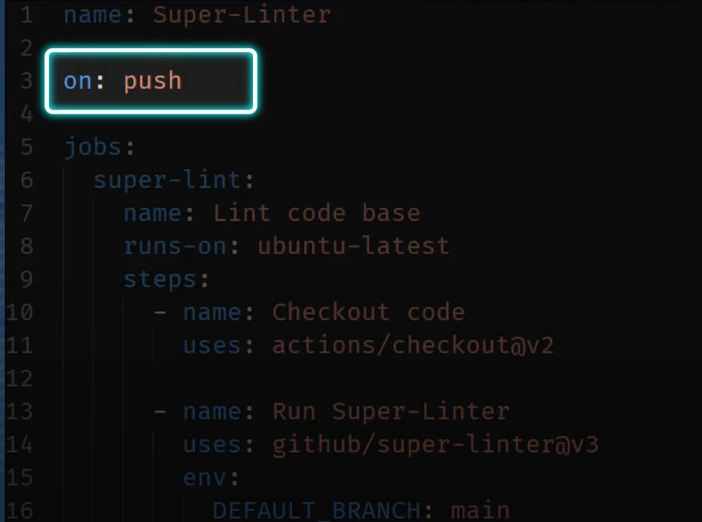 1 name: Super-Linter
2
3 on: push
4
5 jobs:
6 super-lint:
7 name: Lint code base
8 runs-on: ubuntu-latest
9 steps:
10 - name: Checkout code
11 uses: actions/checkout@v2
12
13 - name: Run Super-Linter
14 uses: github/super-linter@v3
15 env:
16 DEFAULT_BRANCH: main